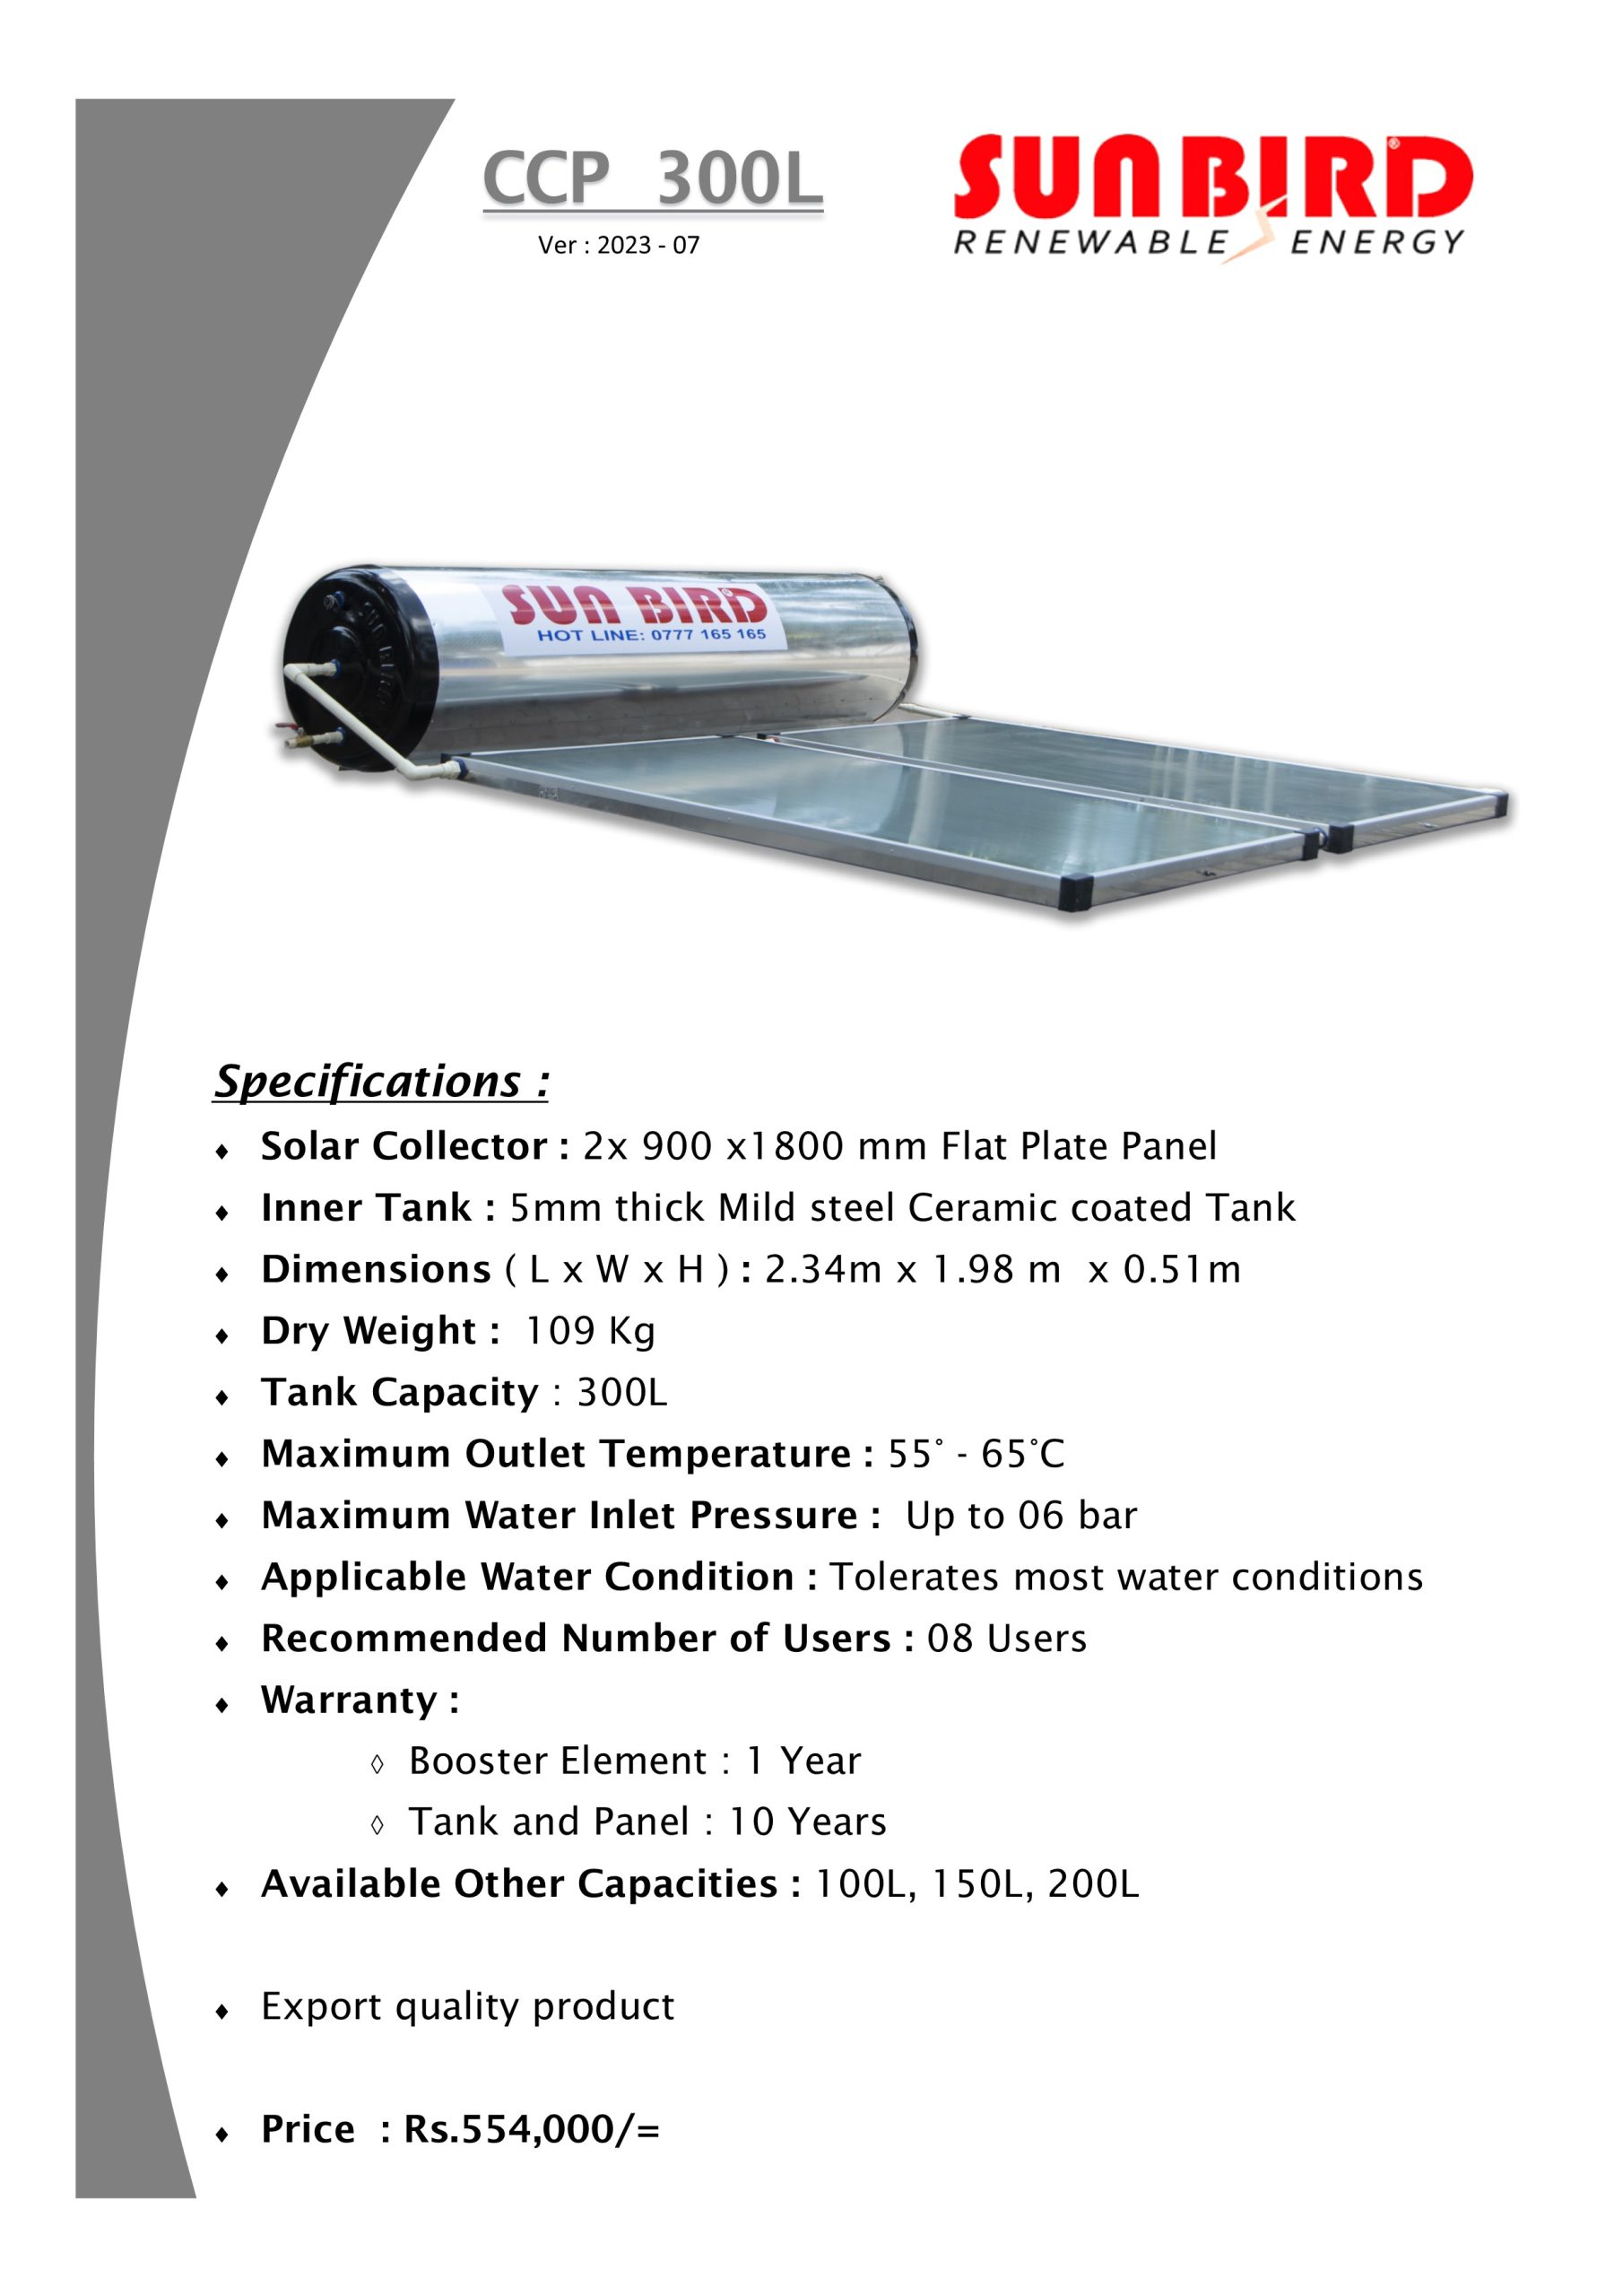 CCP 300L
Ver : 2023 - 07
SUN BIRD®
RENEWABLE ENERGY
SUN BIRD
HOT LINE: 0777 165 165
SUN BIRD
Specifications :
♦ Solar Collector : 2x 900 x1800 mm Flat Plate Panel
♦ Inner Tank : 5mm thick Mild steel Ceramic coated Tank
♦ Dimensions ( L x W x H ) : 2.34m x 1.98 m x 0.51m
♦ Dry Weight : 109 Kg
♦ Tank Capacity : 300L
♦ Maximum Outlet Temperature : 55° - 65°C
♦ Maximum Water Inlet Pressure : Up to 06 bar
♦ Applicable Water Condition : Tolerates most water conditions
♦ Recommended Number of Users : 08 Users
♦ Warranty :
◊ Booster Element : 1 Year
◊ Tank and Panel : 10 Years
♦ Available Other Capacities : 100L, 150L, 200L
♦ Export quality product
♦ Price : Rs.554,000/=